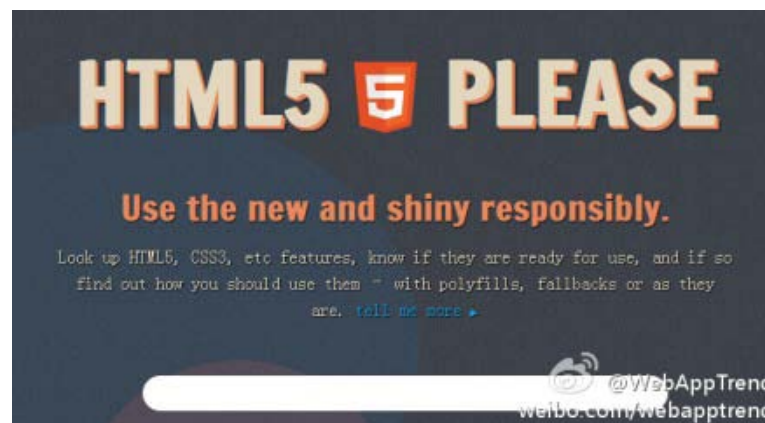 HTML5 5 PLEASE
Use the new and shiny responsibly.
Look up HTML5, CSS3, etc features, know if they are ready for use, and if so
find out how you should use them - with polyfills, fallbacks or as they
are. tell me more ▸
@WebAppTrend
weibo.com/webapptrend